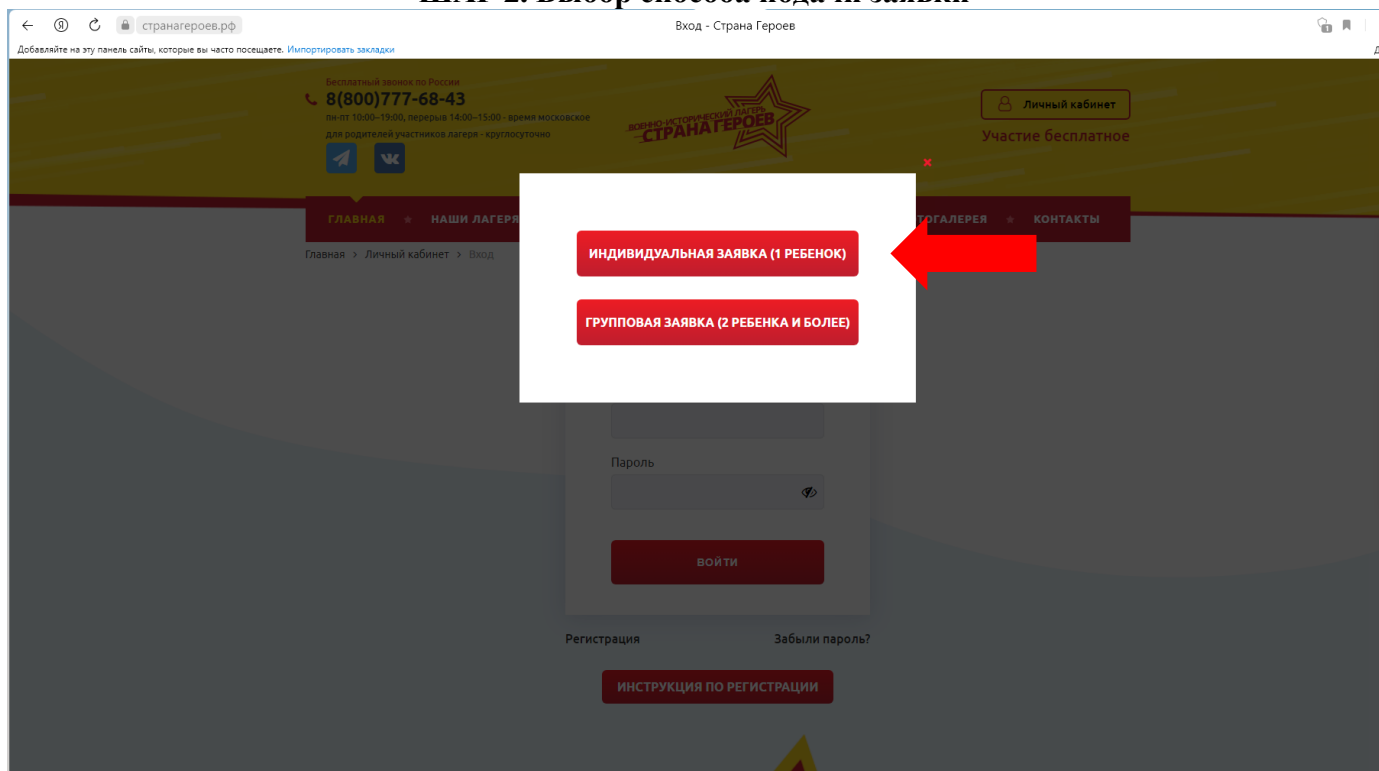 ШАГ 2. Выбор способа подачи заявки
странагероев.рф
Вход - Страна Героев
1
Добавляйте на эту панель сайты, которые вы часто посещаете. Импортировать закладки
Бесплатный звонок по России
8(800)777-68-43
пн-пт 10:00–19:00, перерыв 14:00–15:00 - время московское
для родителей участников лагеря - круглосуточно
ВОЕННО-ИСТОРИЧЕСКИЙ ЛАГЕРЬ
СТРАНА ГЕРОЕВ
Личный кабинет
Участие бесплатное
ГЛАВНАЯ ★ НАШИ ЛАГЕРЯ ТОГАЛЕРЕЯ ★ КОНТАКТЫ
Главная > Личный кабинет > Вход
ИНДИВИДУАЛЬНАЯ ЗАЯВКА (1 РЕБЕНОК)
ГРУППОВАЯ ЗАЯВКА (2 РЕБЕНКА И БОЛЕЕ)
Пароль
ВОЙТИ
Регистрация Забыли пароль?
ИНСТРУКЦИЯ ПО РЕГИСТРАЦИИ